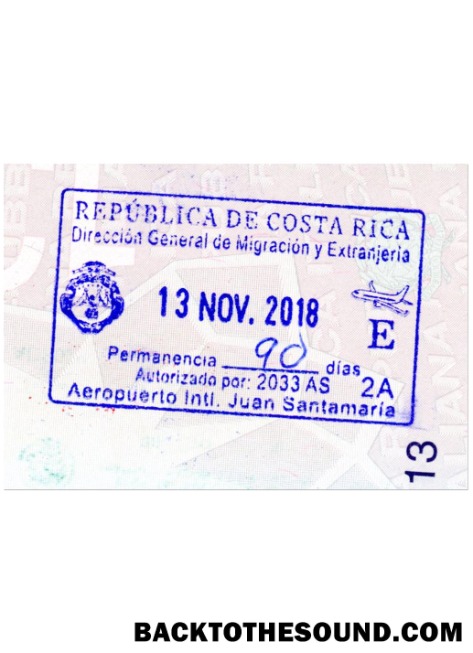 REPÚBLICA DE COSTA RICA
Dirección General de Migración y Extranjería
13 NOV. 2018
E
Permanencia 90 días
Autorizado por: 2033 AS 2A
Aeropuerto Intl. Juan Santamaría
13
BACKTOTHESOUND.COM